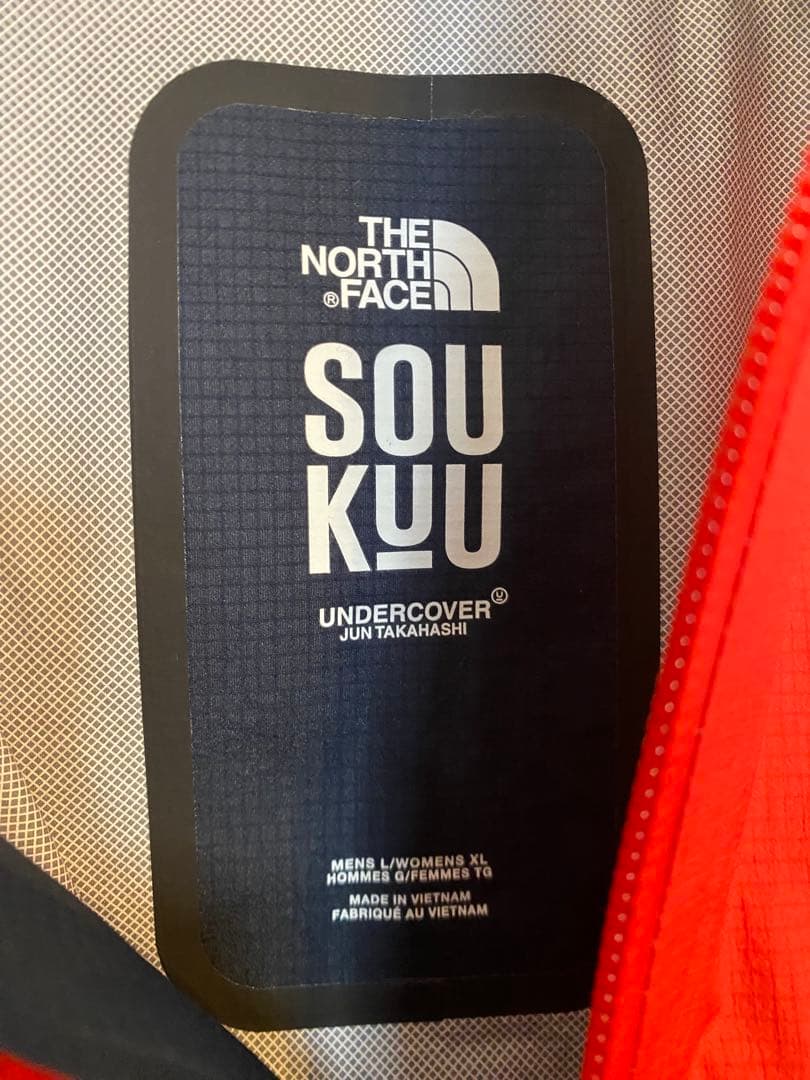 THE
NORTH
®FACE
SOU
KUU
UNDERCOVER
JUN TAKAHASHI
MENS L/WOMENS XL
HOMMES G/FEMMES TG
MADE IN VIETNAM
FABRIQUÉ AU VIETNAM